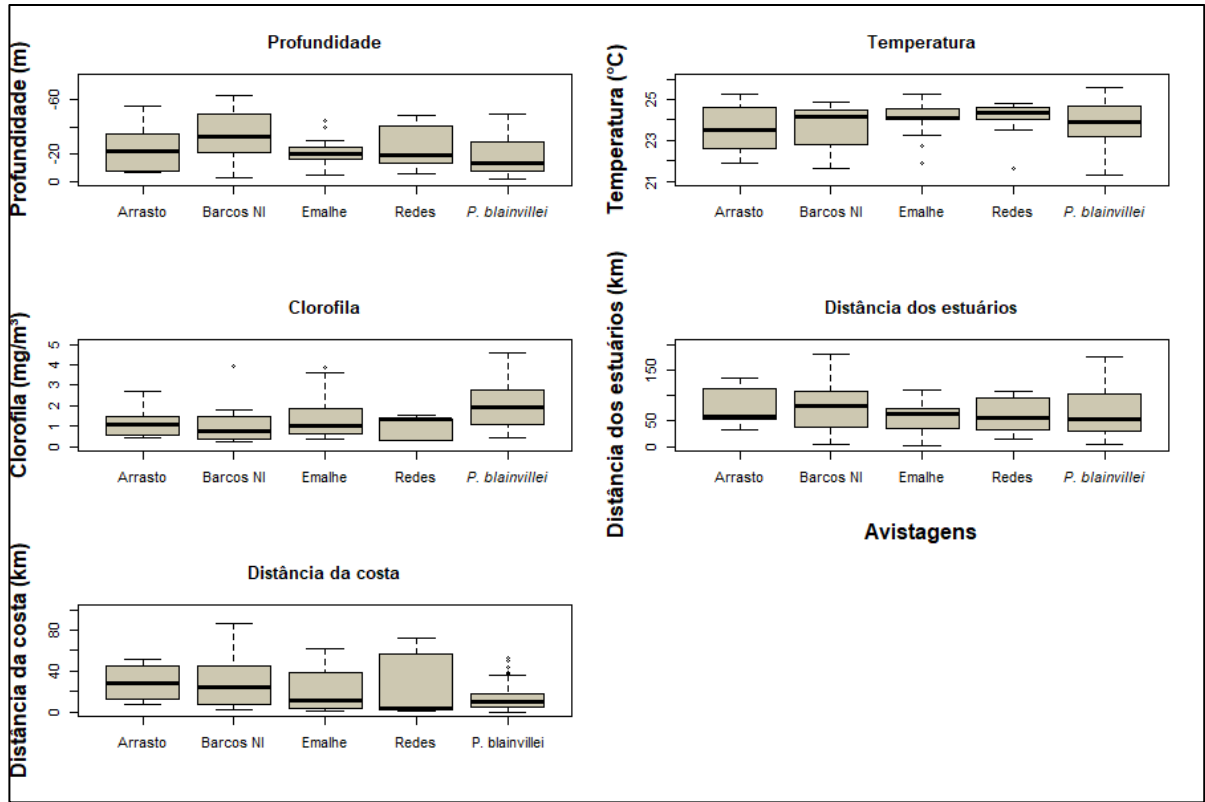 Profundidade
Profundidade (m)
-60
-20
0
Arrasto
Barcos NI
Emalhe
Redes
P. blainvillei
Temperatura
Temperatura (°C)
25
23
21
Arrasto
Barcos NI
Emalhe
Redes
P. blainvillei
Clorofila
Clorofila (mg/m³)
5
4
3
2
1
0
Arrasto
Barcos NI
Emalhe
Redes
P. blainvillei
Distância dos estuários
Distância dos estuários (km)
150
50
0
Arrasto
Barcos NI
Emalhe
Redes
P. blainvillei
Avistagens
Distância da costa
Distância da costa (km)
80
40
0
Arrasto
Barcos NI
Emalhe
Redes
P. blainvillei